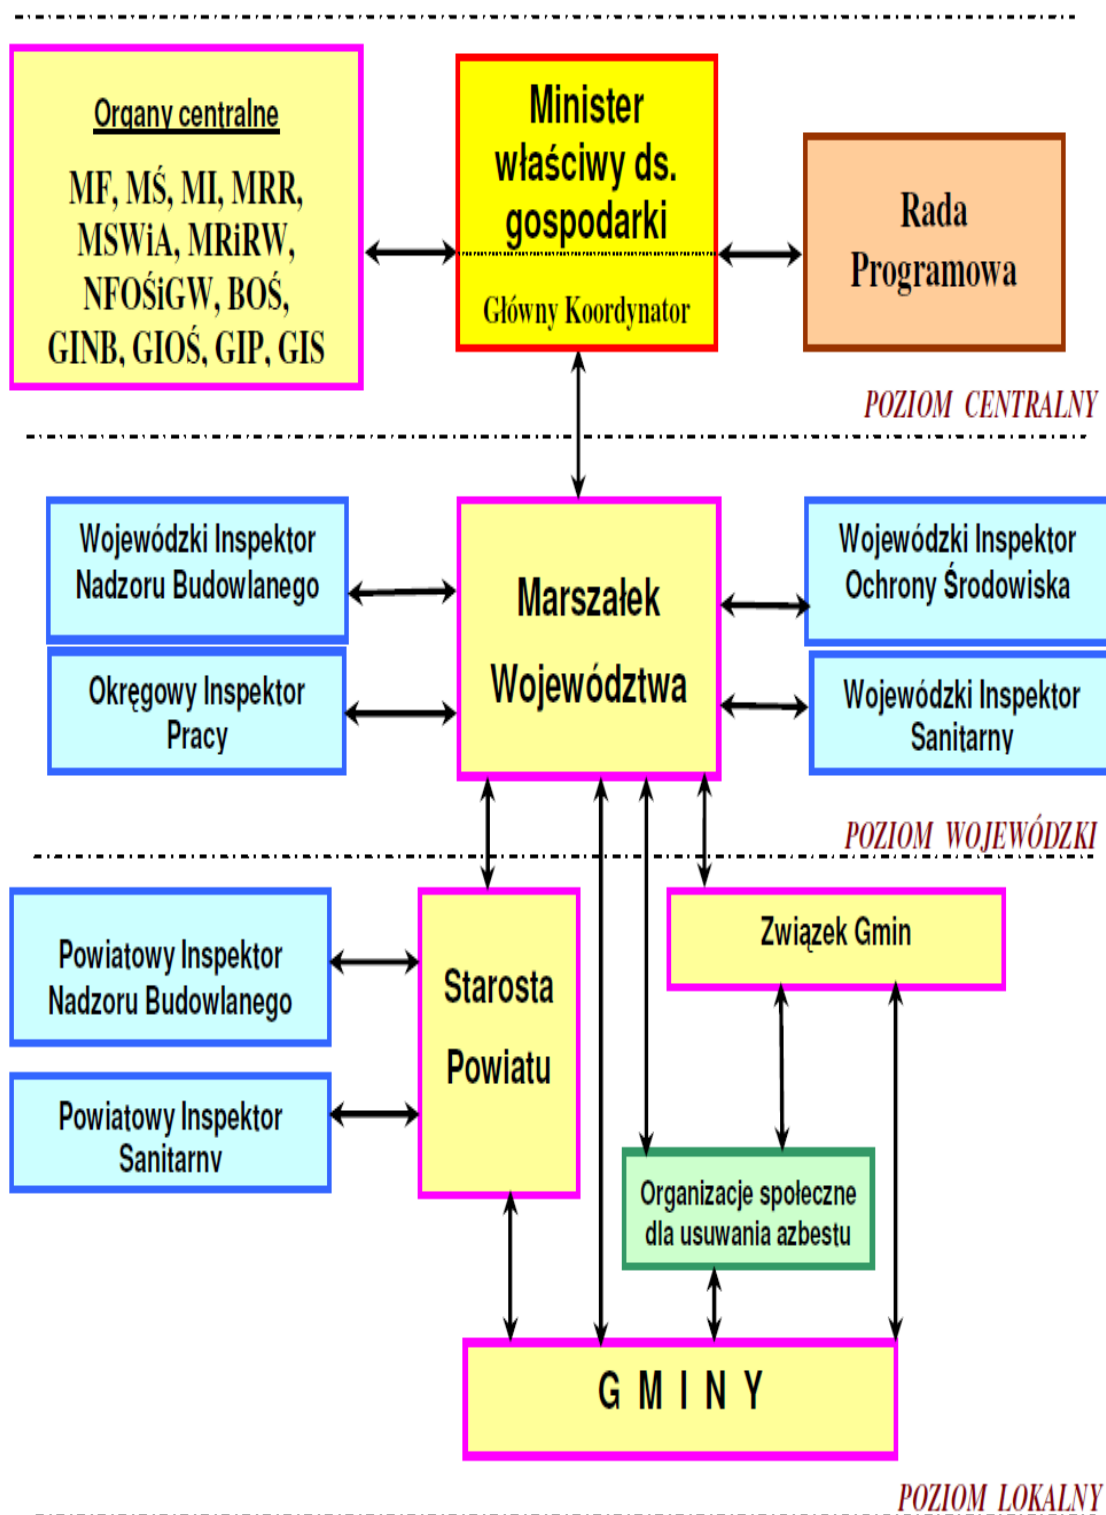 Organy centralne
MF, MŚ, MI, MRR,
MSWiA, MRiRW,
NFOŚiGW, BOŚ,
GINB, GIOŚ, GIP, GIS
Minister
właściwy ds.
gospodarki
Główny Koordynator
Rada
Programowa
POZIOM CENTRALNY
Wojewódzki Inspektor
Nadzoru Budowlanego
Okręgowy Inspektor
Pracy
Marszałek
Województwa
Wojewódzki Inspektor
Ochrony Środowiska
Wojewódzki Inspektor
Sanitarny
POZIOM WOJEWÓDZKI
Powiatowy Inspektor
Nadzoru Budowlanego
Powiatowy Inspektor
Sanitarny
Starosta
Powiatu
Związek Gmin
Organizacje społeczne
dla usuwania azbestu
G M I N Y
POZIOM LOKALNY